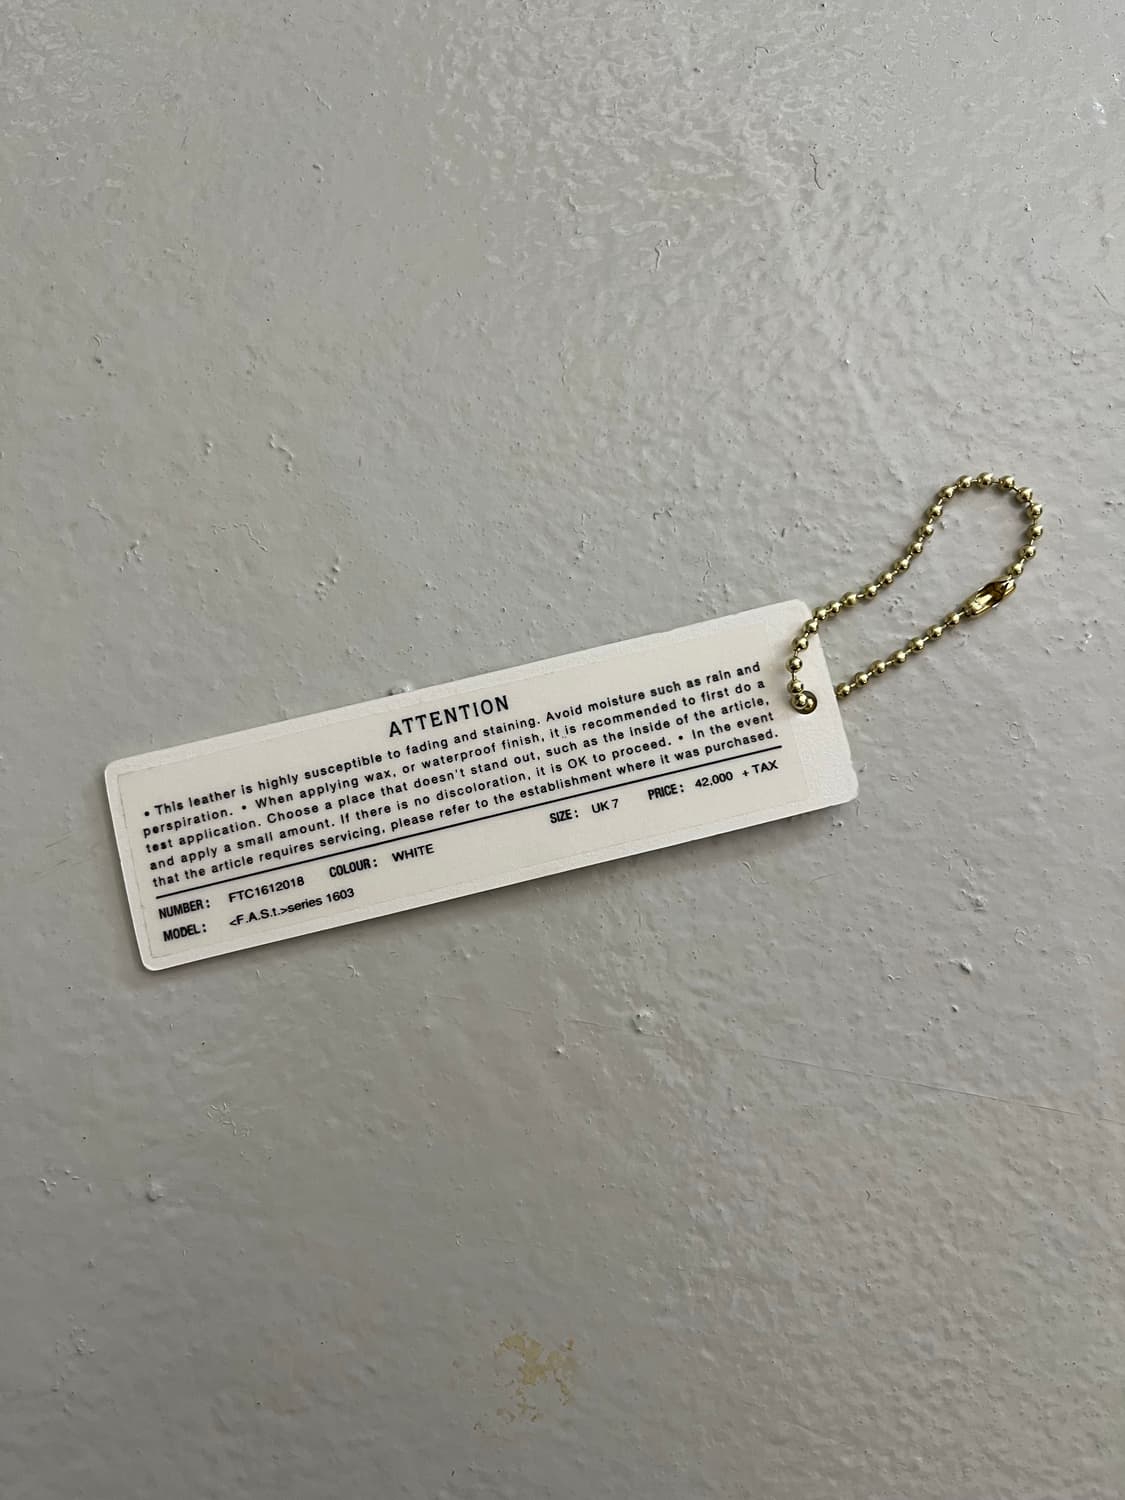 ATTENTION
• This leather is highly susceptible to fading and staining. Avoid moisture such as rain and
perspiration. • When applying wax, or waterproof finish, it is recommended to first do a
test application. Choose a place that doesn't stand out, such as the inside of the article,
and apply a small amount. If there is no discoloration, it is OK to proceed. • In the event
that the article requires servicing, please refer to the establishment where it was purchased.
NUMBER: FTC1612018 COLOUR: WHITE SIZE: UK 7 PRICE: 42,000 + TAX
MODEL: <F.A.S.t.>series 1603